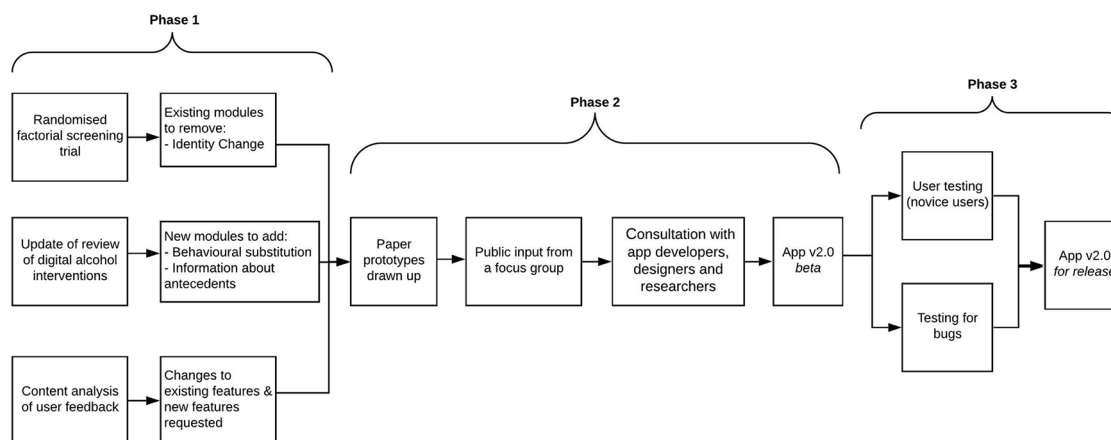 Phase 1
Randomised
factorial screening
trial
Existing modules
to remove:
- Identity Change
Update of review
of digital alcohol
interventions
New modules to add:
- Behavioural substitution
- Information about
antecedents
Content analysis
of user feedback
Changes to
existing features &
new features
requested
Phase 2
Paper
prototypes
drawn up
Public input from
a focus group
Consultation with
app developers,
designers and
researchers
App v2.0
beta
Phase 3
User testing
(novice users)
Testing for
bugs
App v2.0
for release